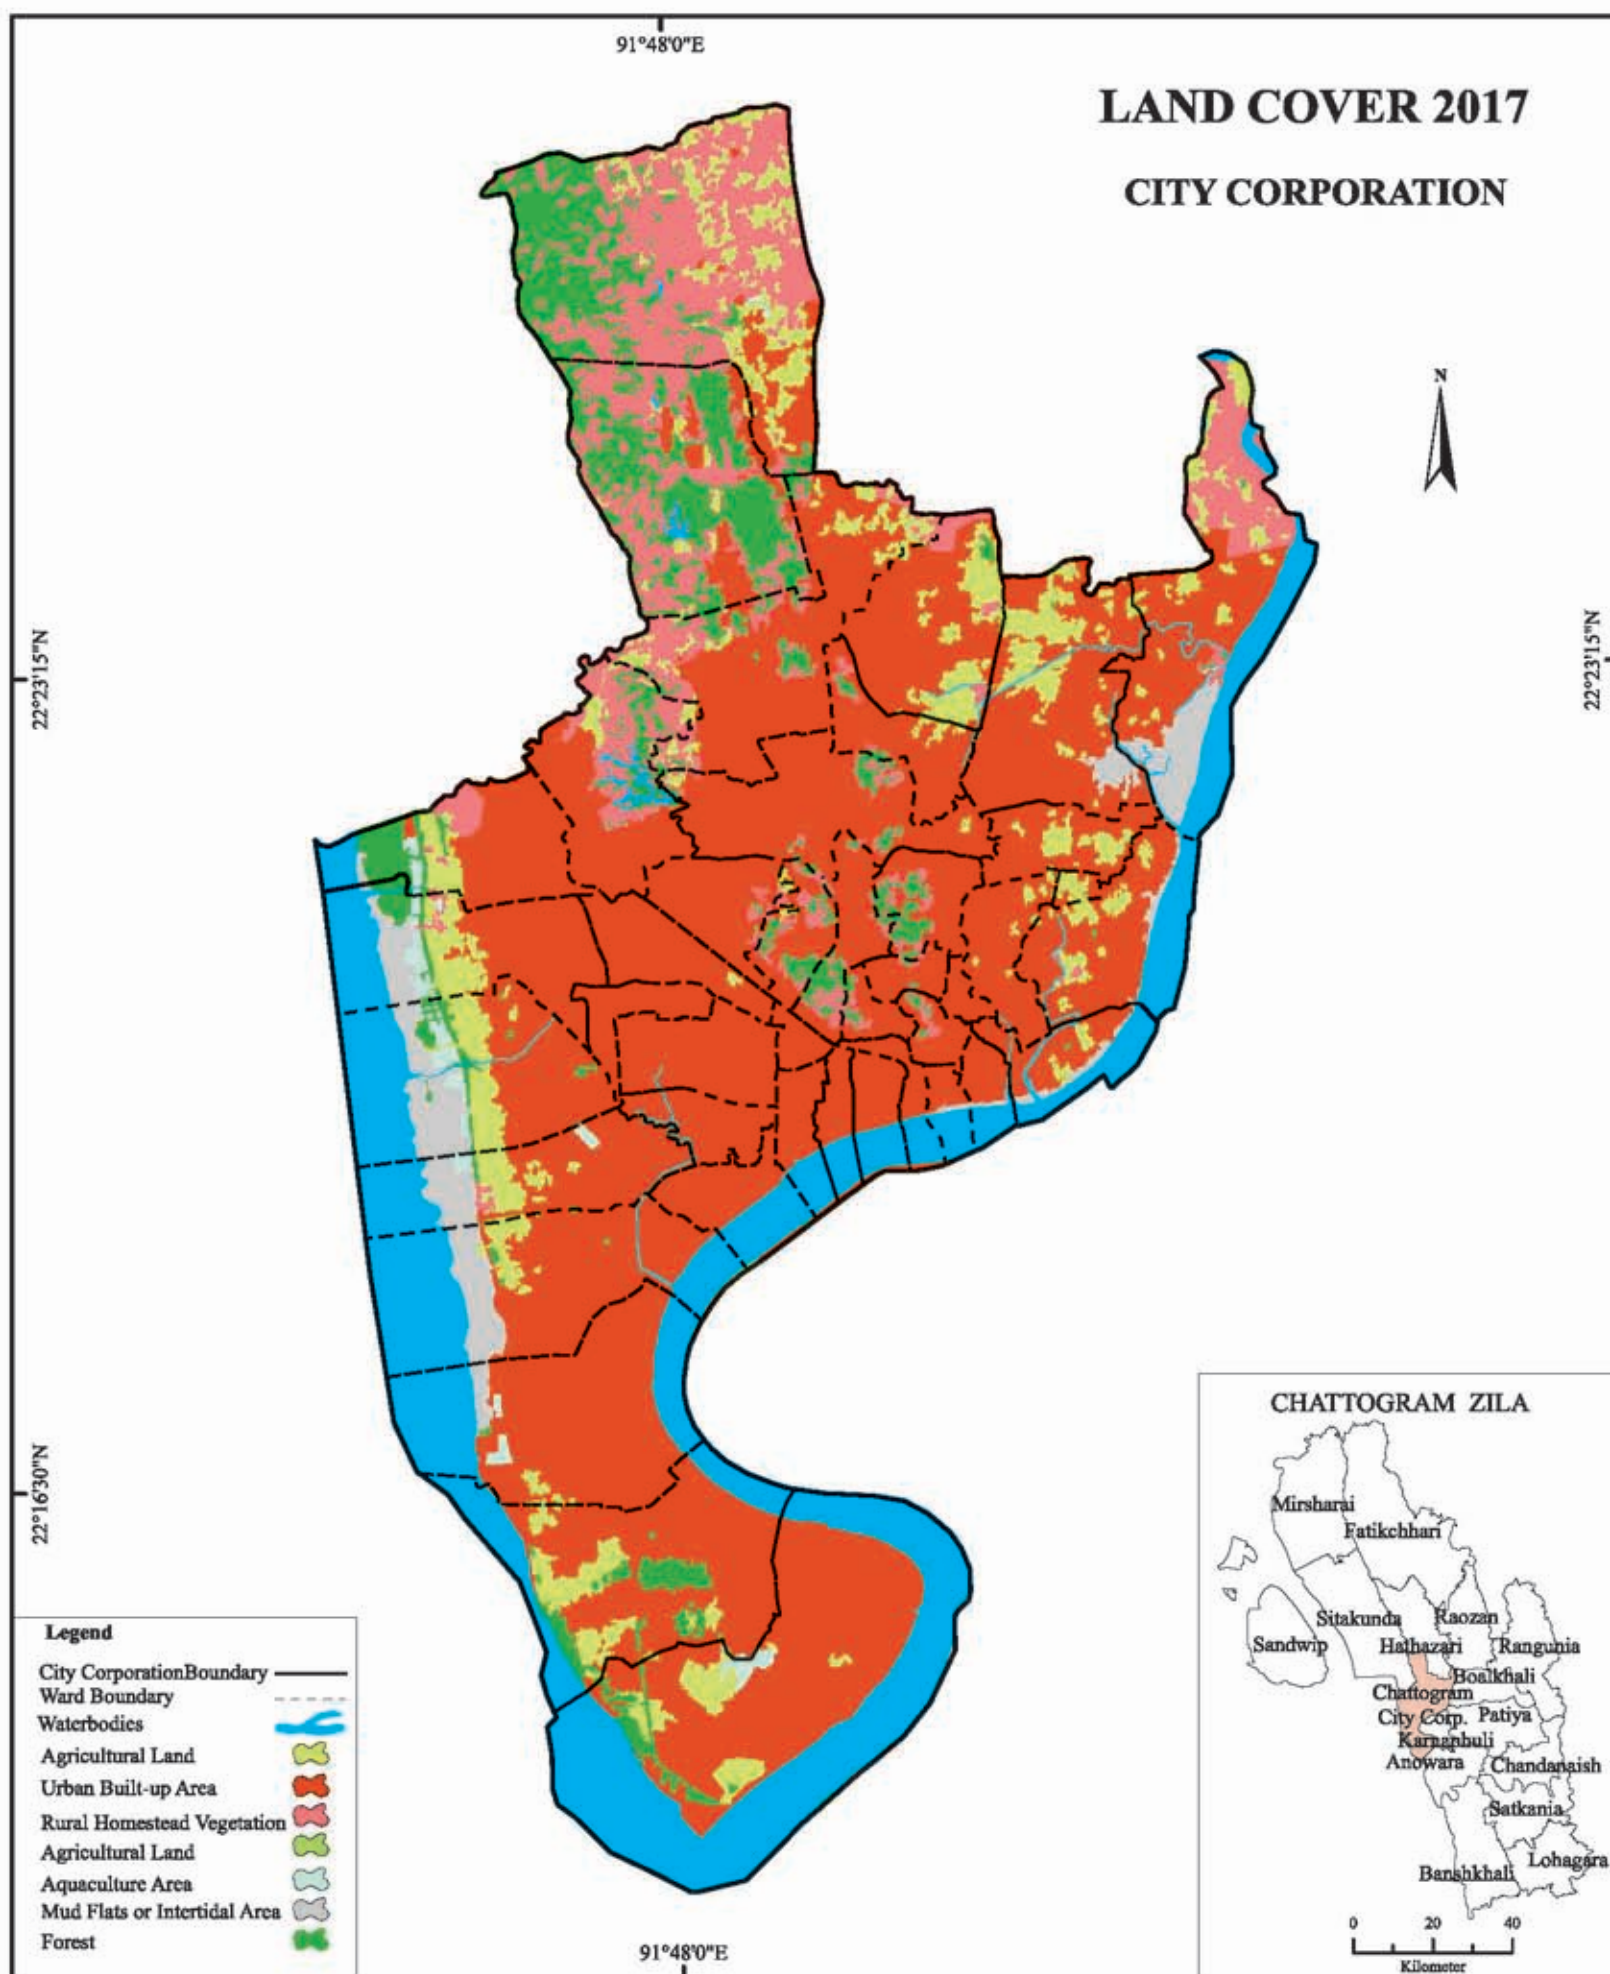 91°48'0"E
LAND COVER 2017
CITY CORPORATION
N
22°23'15"N
22°23'15"N
22°16'30"N
91°48'0"E
Legend
City CorporationBoundary
Ward Boundary
Waterbodies
Agricultural Land
Urban Built-up Area
Rural Homestead Vegetation
Agricultural Land
Aquaculture Area
Mud Flats or Intertidal Area
Forest
CHATTOGRAM ZILA
Mirsharai
Fatikchhari
Sitakunda
Raozan
Sandwip
Hathazari
Rangunia
Boalkhali
Chattogram
City Corp.
Patiya
Karnaphuli
Anowara
Chandanaish
Satkania
Lohagara
Banshkhali
0 20 40
Kilometer